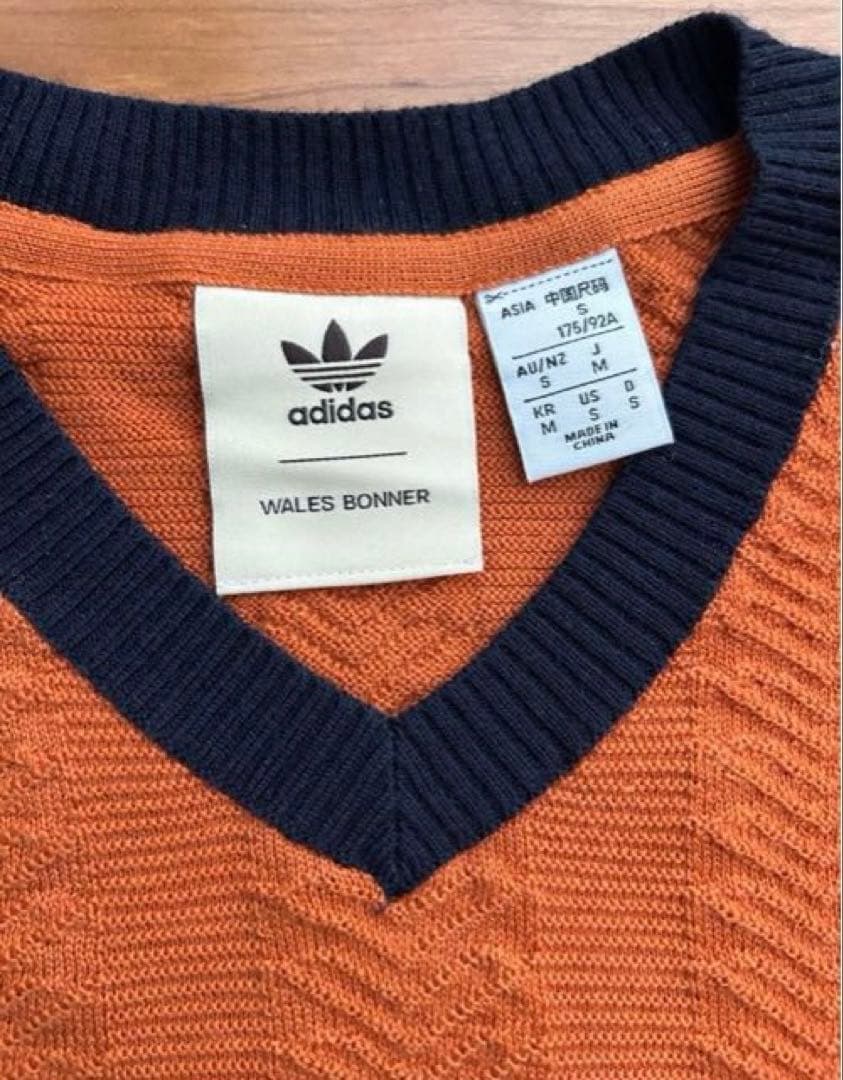 adidas
WALES BONNER
ASIA 中国尺码
S
175/92A
AU/NZ J
S M
KR US D
M S S
MADE IN
CHINA